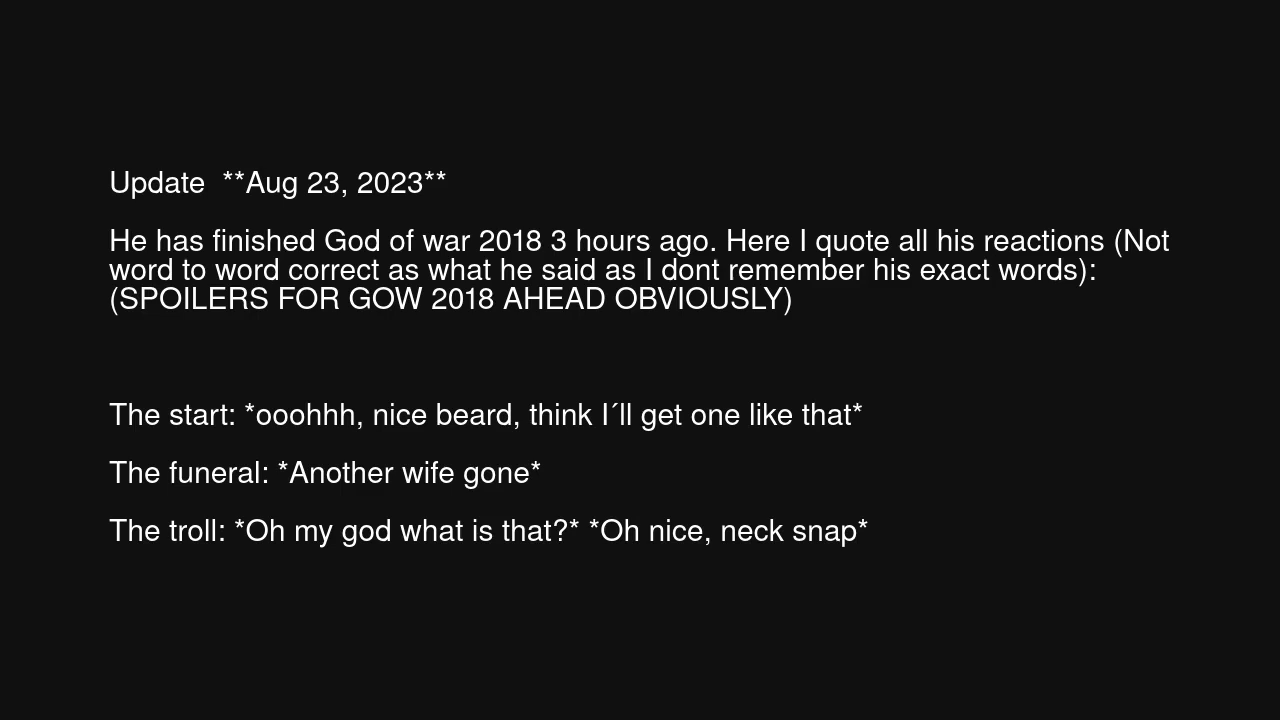 Update  **Aug 23, 2023**
He has finished God of war 2018 3 hours ago. Here I quote all his reactions (Not
word to word correct as what he said as I dont remember his exact words):
(SPOILERS FOR GOW 2018 AHEAD OBVIOUSLY)
The start: *ooohhh, nice beard, think I´ll get one like that*
The funeral: *Another wife gone*
The troll: *Oh my god what is that?* *Oh nice, neck snap*